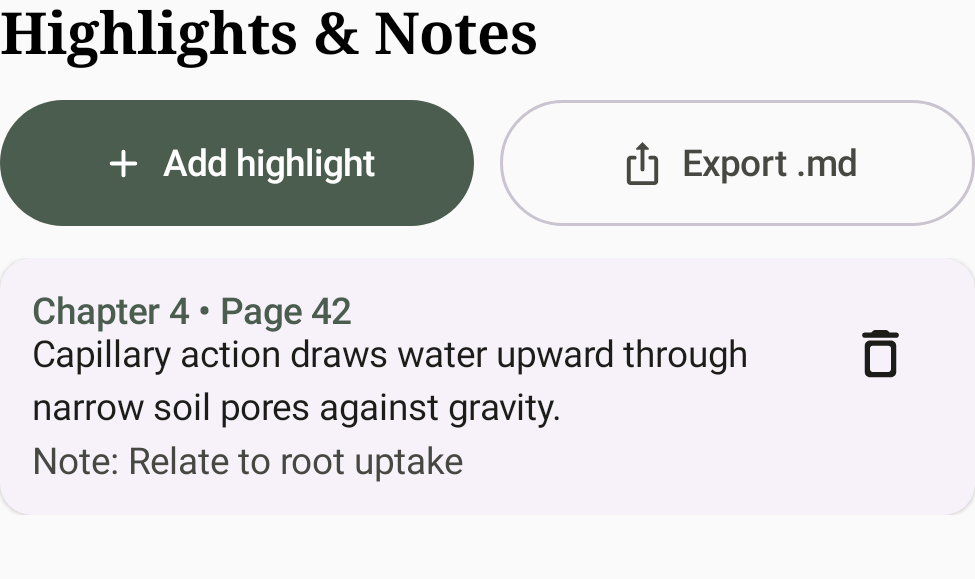 Highlights & Notes
Add highlight
Export .md
Chapter 4 • Page 42
Capillary action draws water upward through
narrow soil pores against gravity.
Note: Relate to root uptake